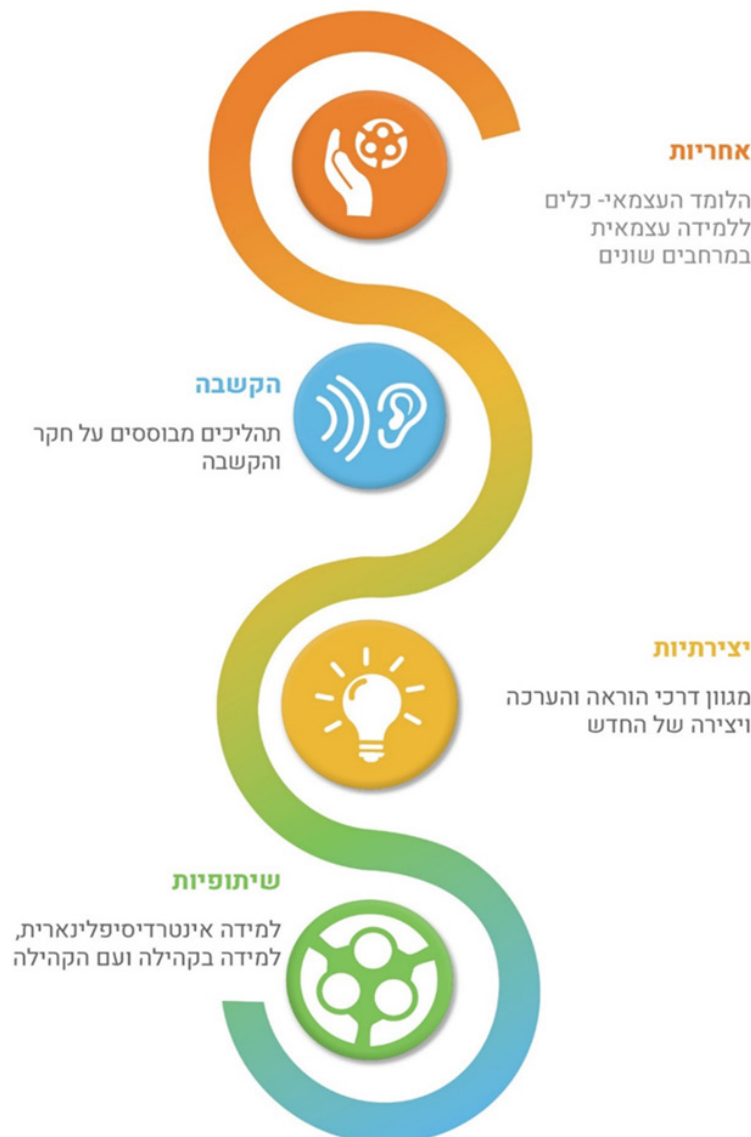 אחריות
הלומד העצמאי- כלים
ללמידה עצמאית
במרחבים שונים
הקשבה
תהליכים מבוססים על חקר
והקשבה
יצירתיות
מגוון דרכי הוראה והערכה
ויצירה של החדש
שיתופיות
למידה אינטרדיסיפלינארית,
למידה בקהילה ועם הקהילה